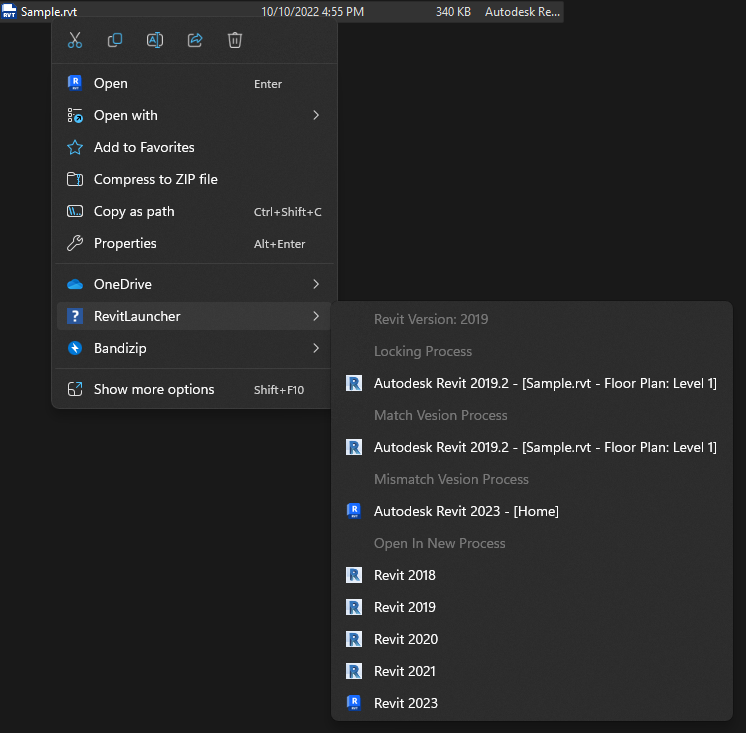 Sample.rvt 10/10/2022 4:55 PM 340 KB Autodesk Re...
Open Enter
Open with
Add to Favorites
Compress to ZIP file
Copy as path Ctrl+Shift+C
Properties Alt+Enter
OneDrive
RevitLauncher
Bandizip
Show more options Shift+F10
Revit Version: 2019
Locking Process
Autodesk Revit 2019.2 - [Sample.rvt - Floor Plan: Level 1]
Match Vesion Process
Autodesk Revit 2019.2 - [Sample.rvt - Floor Plan: Level 1]
Mismatch Vesion Process
Autodesk Revit 2023 - [Home]
Open In New Process
Revit 2018
Revit 2019
Revit 2020
Revit 2021
Revit 2023